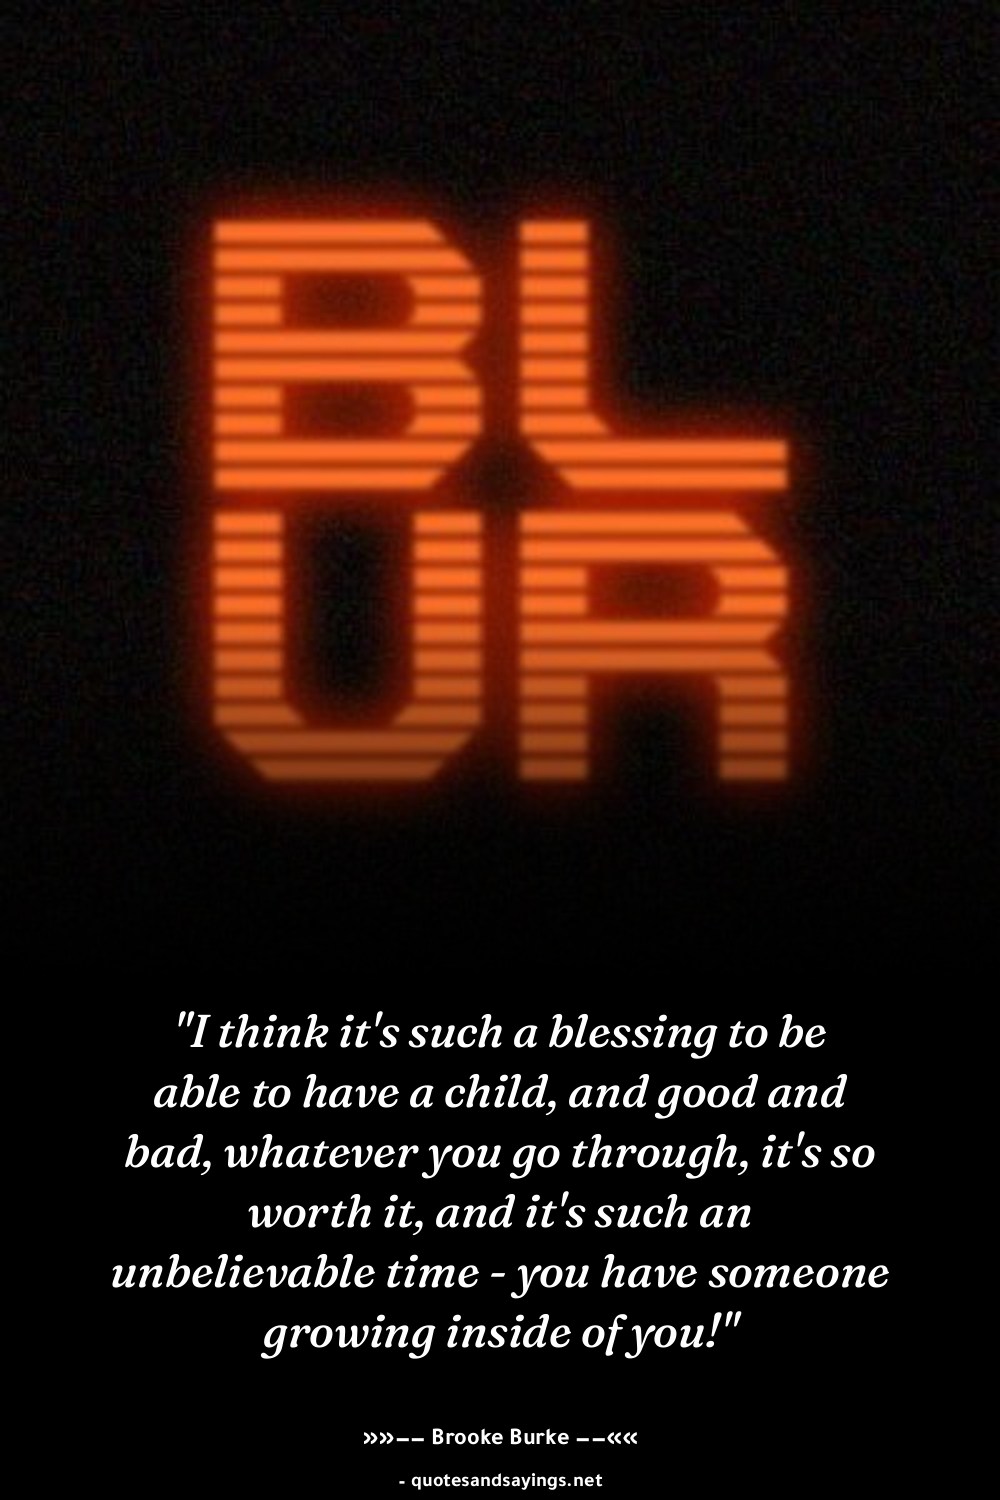 BL
UR
"I think it's such a blessing to be
able to have a child, and good and
bad, whatever you go through, it's so
worth it, and it's such an
unbelievable time - you have someone
growing inside of you!"
»»−− Brooke Burke −−««
- quotesandsayings.net